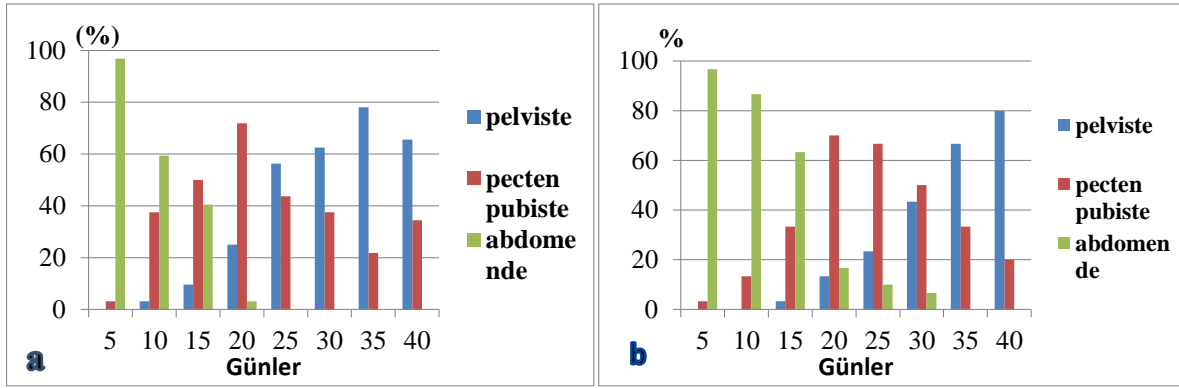 (%)
100
80
60
40
20
0
5 10 15 20 25 30 35 40
Günler
pelviste
pecten
pubiste
abdome
nde
a
%
100
80
60
40
20
0
5 10 15 20 25 30 35 40
Günler
pelviste
pecten
pubiste
abdomen
de
b